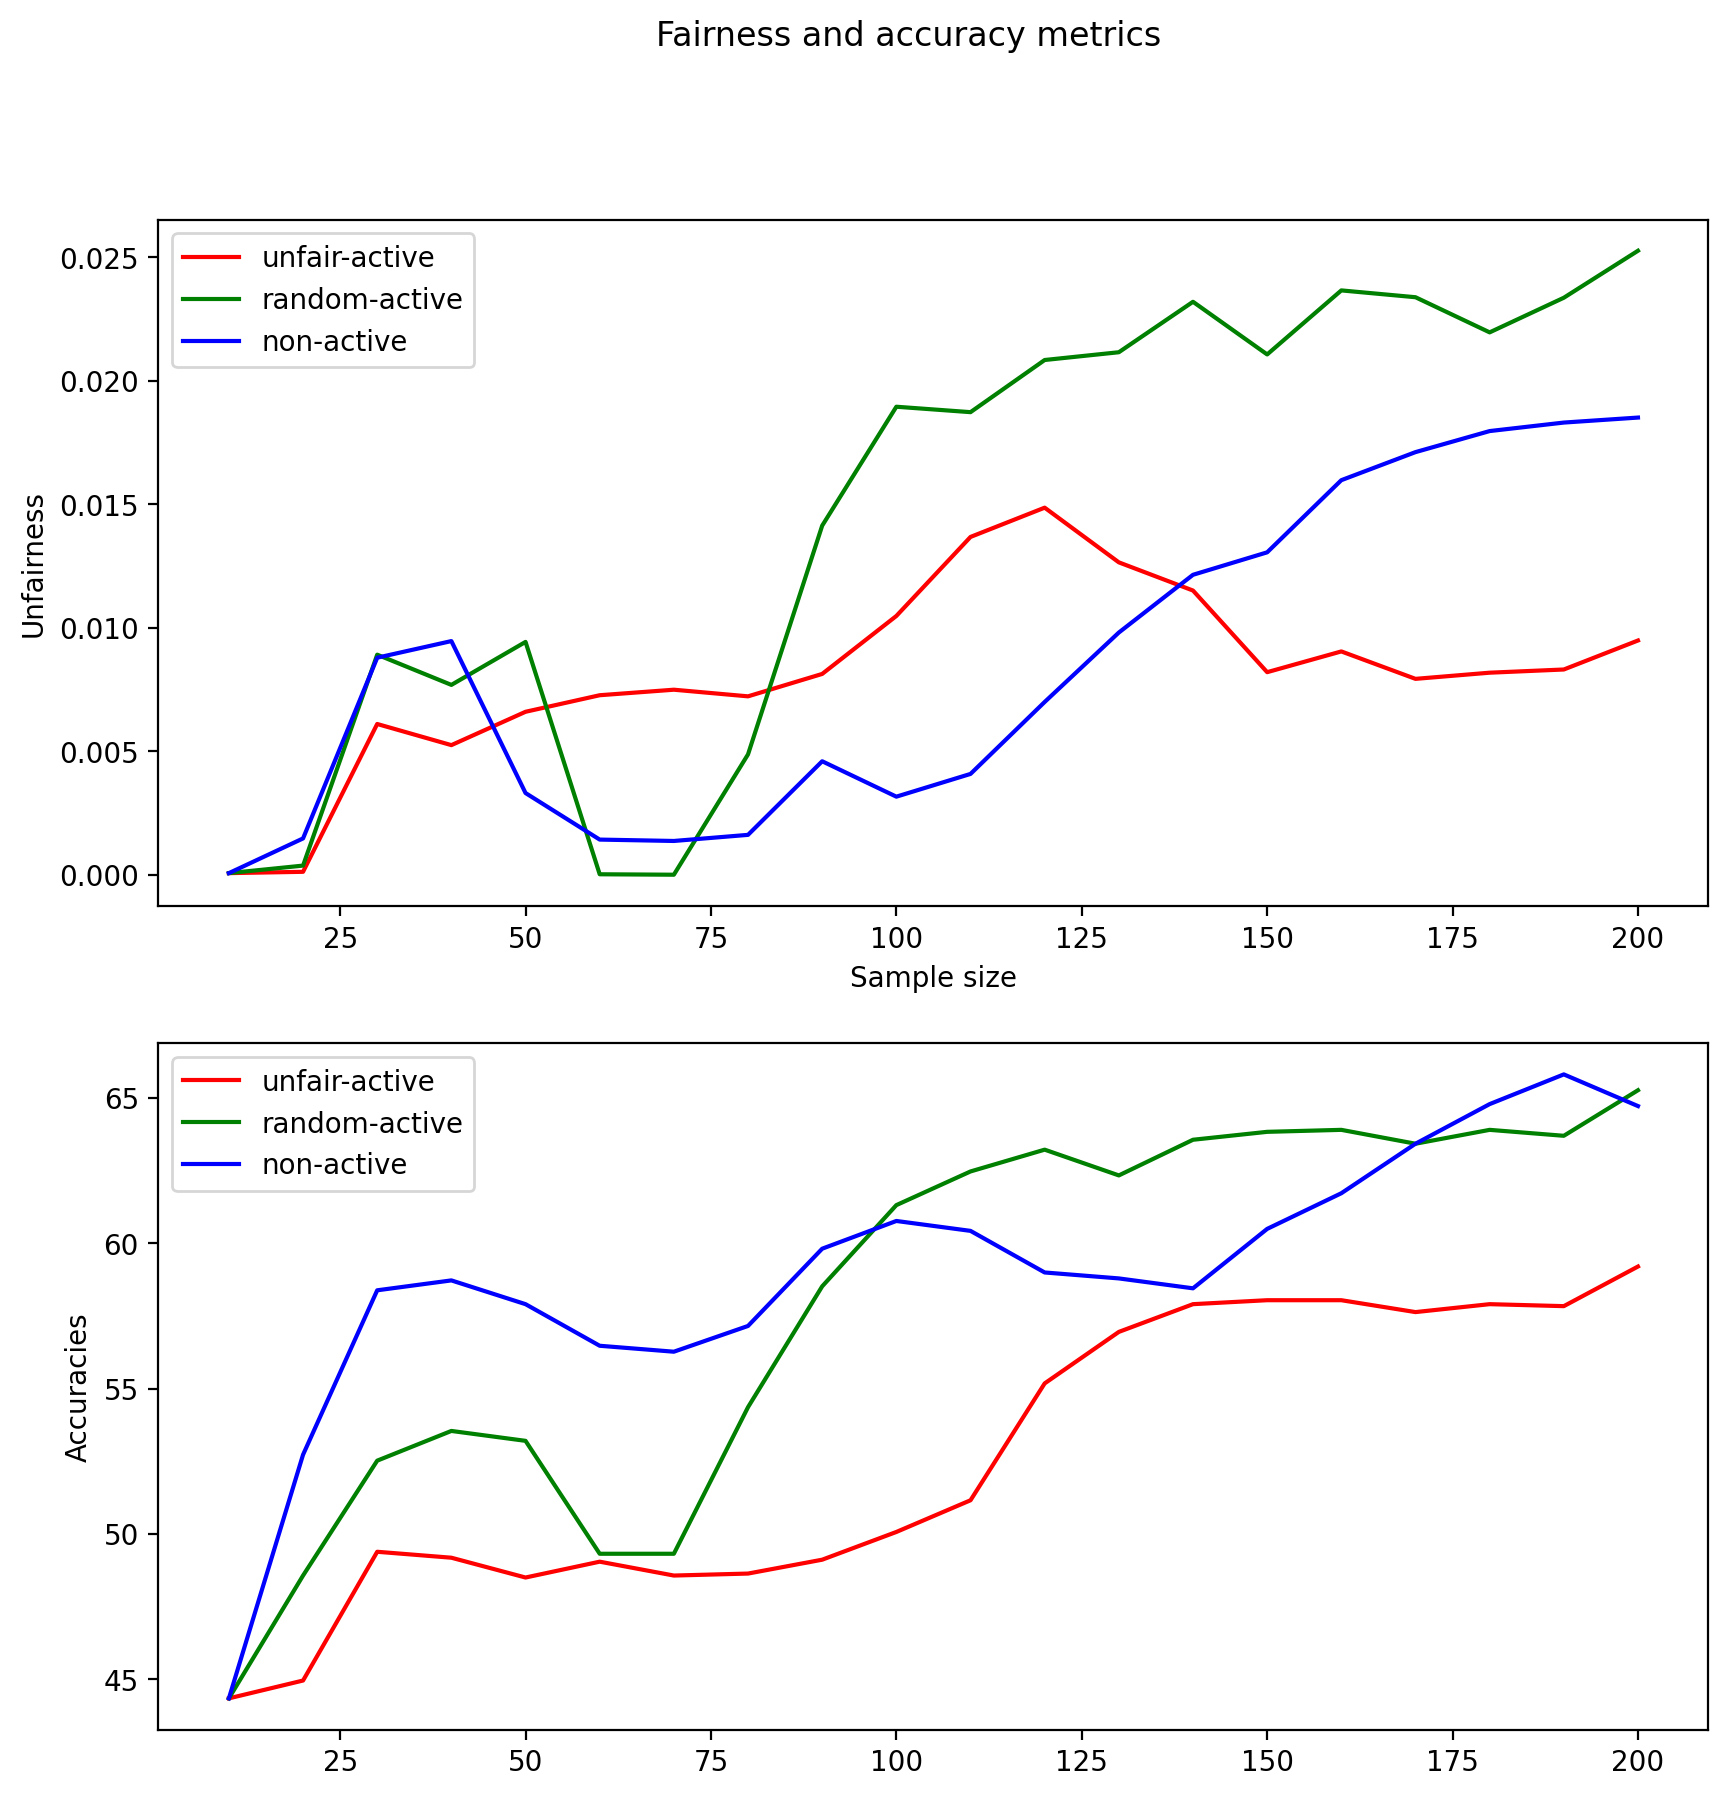 Fairness and accuracy metrics
unfair-active
random-active
non-active
0.025
0.020
0.015
0.010
0.005
0.000
Unfairness
25 50 75 100 125 150 175 200
Sample size
unfair-active
random-active
non-active
65
60
55
50
45
Accuracies
25 50 75 100 125 150 175 200